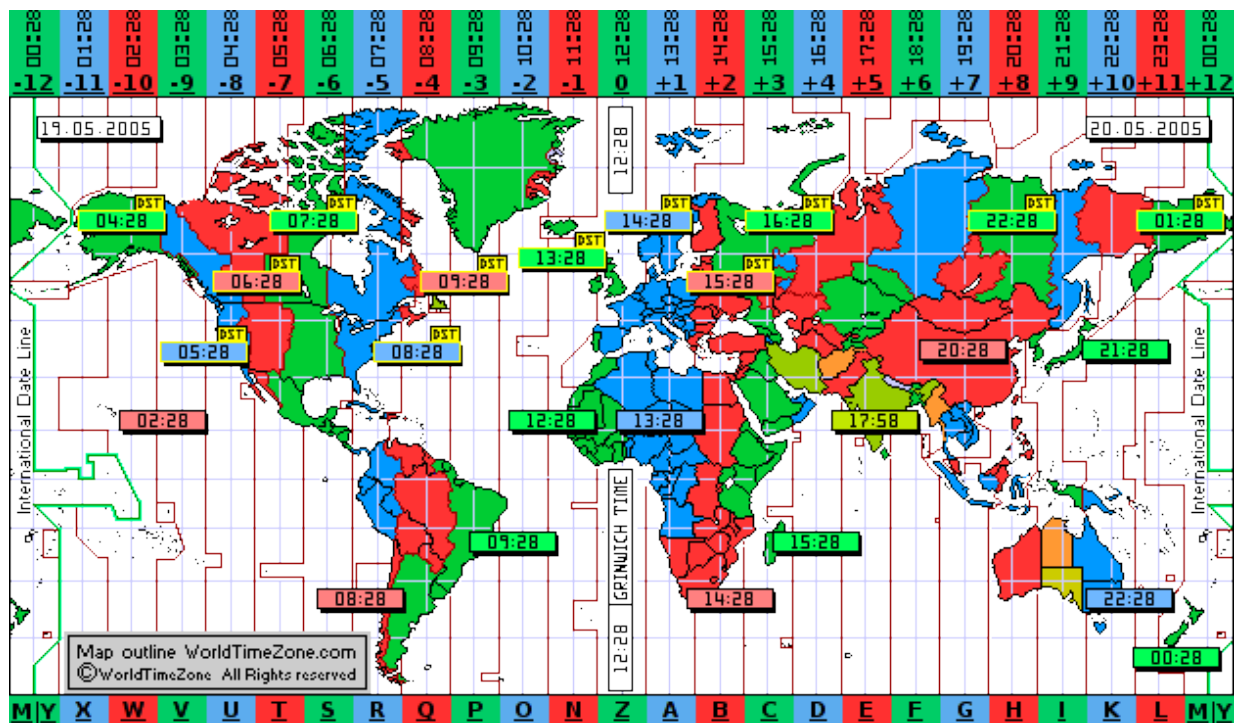 00:28 01:28 02:28 03:28 04:28 05:28 06:28 07:28 08:28 09:28 10:28 11:28 12:28 13:28 14:28 15:28 16:28 17:28 18:28 19:28 20:28 21:28 22:28 23:28 00:28
-12 -11 -10 -9 -8 -7 -6 -5 -4 -3 -2 -1 0 +1 +2 +3 +4 +5 +6 +7 +8 +9 +10 +11 +12
19.05.2005
12:28
20.05.2005
DST DST DST DST DST DST
04:28 07:28 14:28 16:28 22:28 01:28
DST
13:28
DST DST DST
06:28 09:28 15:28
DST DST
05:28 08:28 20:28 21:28
International Date Line
International Date Line
02:28 12:28 13:28 17:58
GRINWICH TIME
09:28 15:28
08:28 14:28 22:28
12:28
00:28
Map outline WorldTimeZone.com
©WorldTimeZone All Rights reserved
M|Y X W V U T S R Q P O N Z A B C D E F G H I K L M|Y